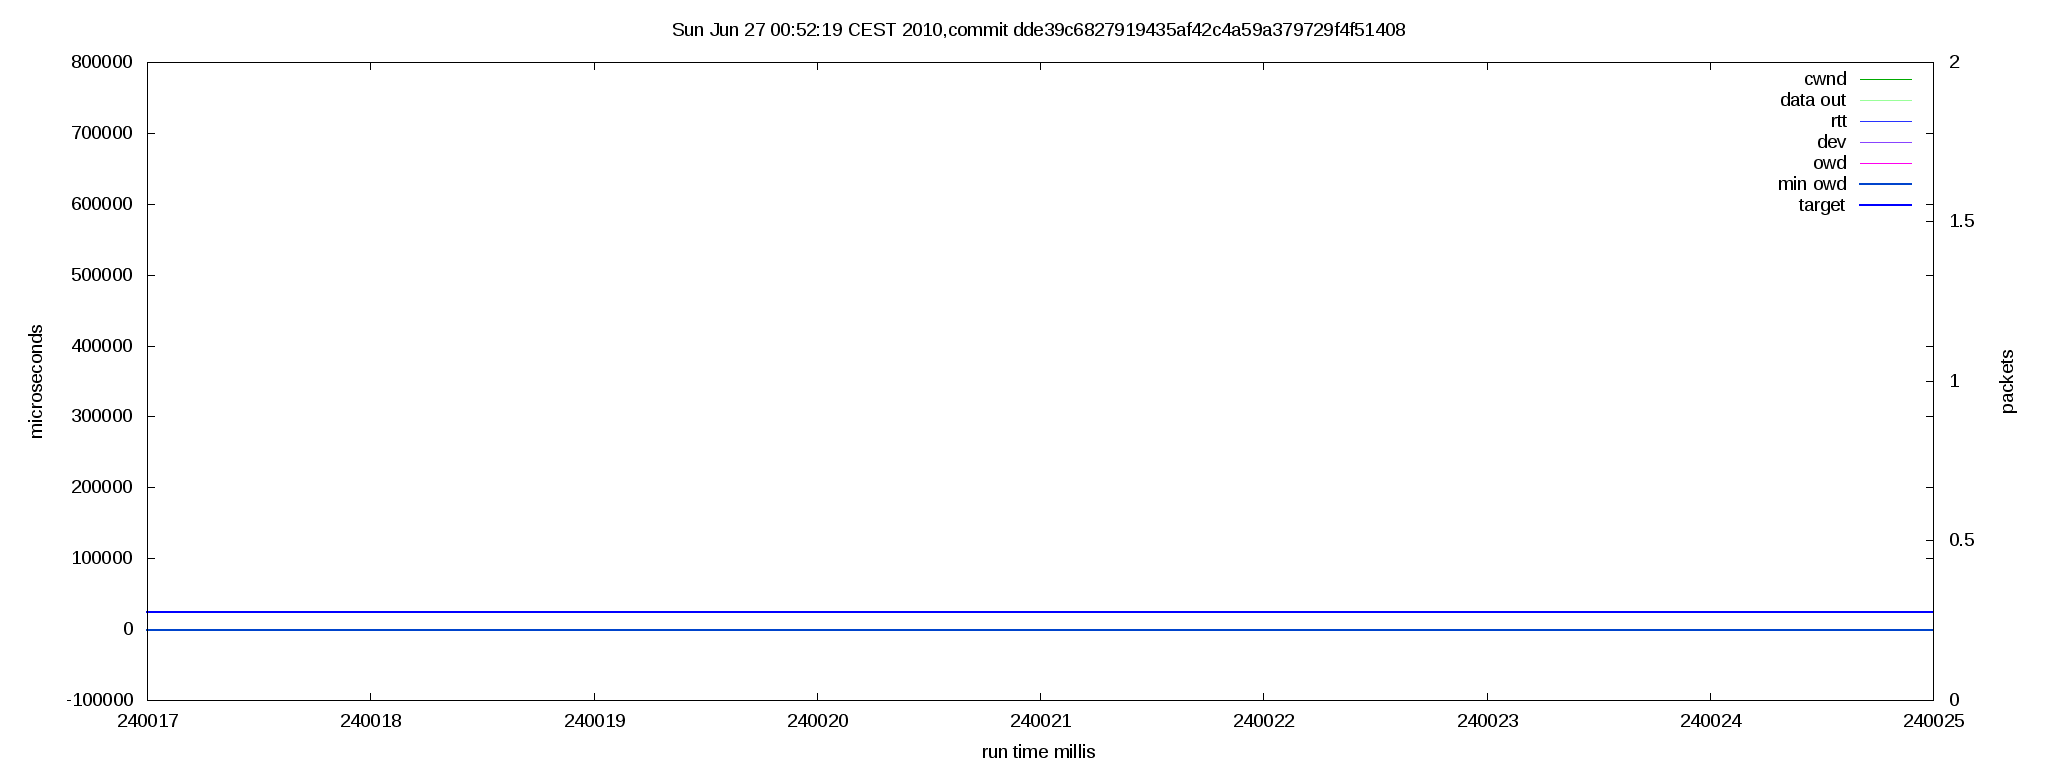 Sun Jun 27 00:52:19 CEST 2010,commit dde39c6827919435af42c4a59a379729f4f51408
800000
700000
600000
500000
400000
300000
200000
100000
0
-100000
microseconds
cwnd
data out
rtt
dev
owd
min owd
target
2
1.5
1
0.5
0
packets
240017 240018 240019 240020 240021 240022 240023 240024 240025
run time millis